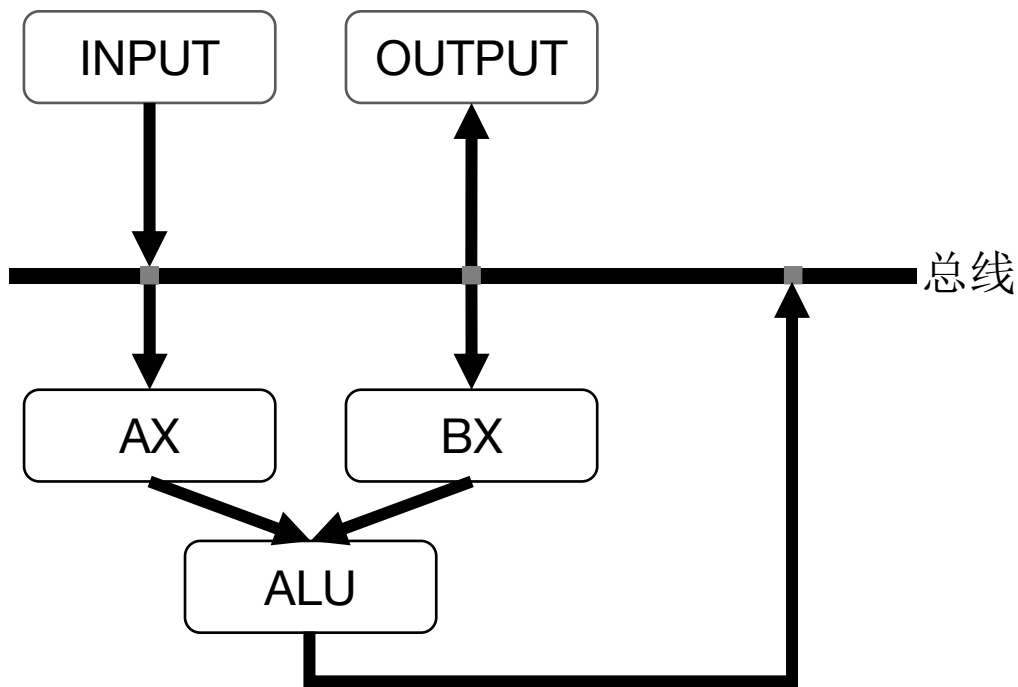 INPUT
OUTPUT
总线
AX
BX
ALU